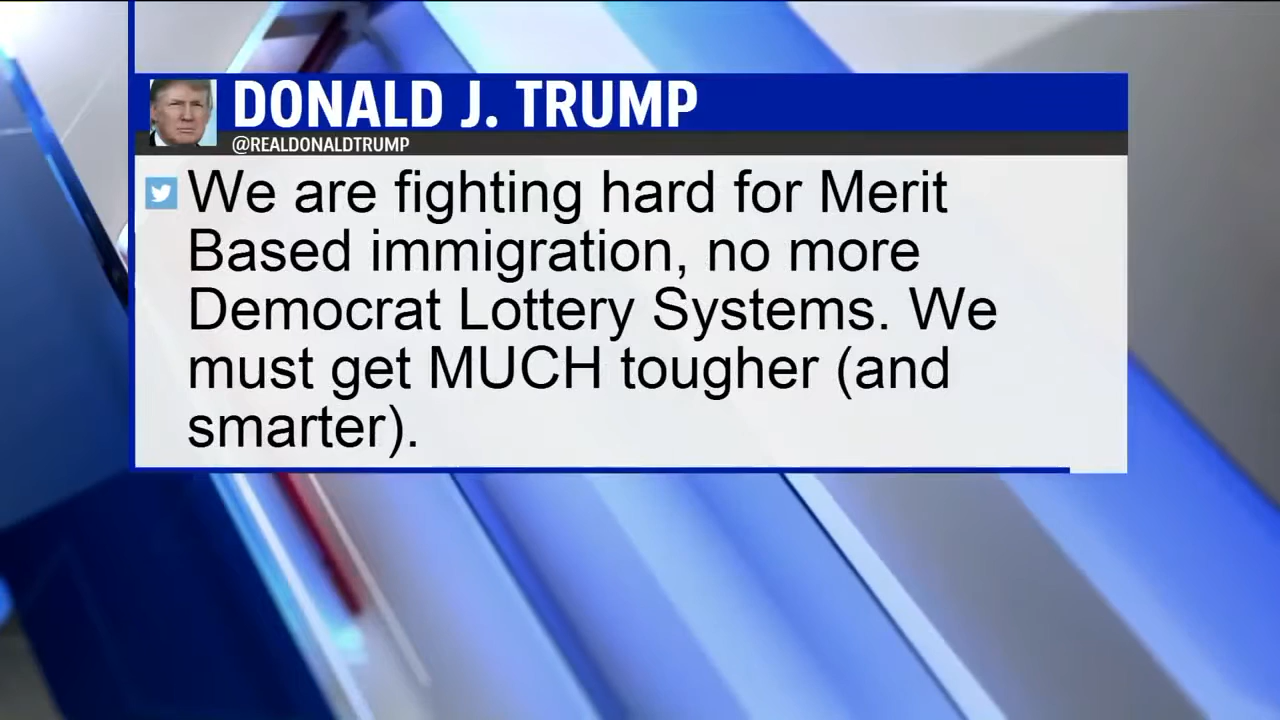 DONALD J. TRUMP
@REALDONALDTRUMP
We are fighting hard for Merit
Based immigration, no more
Democrat Lottery Systems. We
must get MUCH tougher (and
smarter).